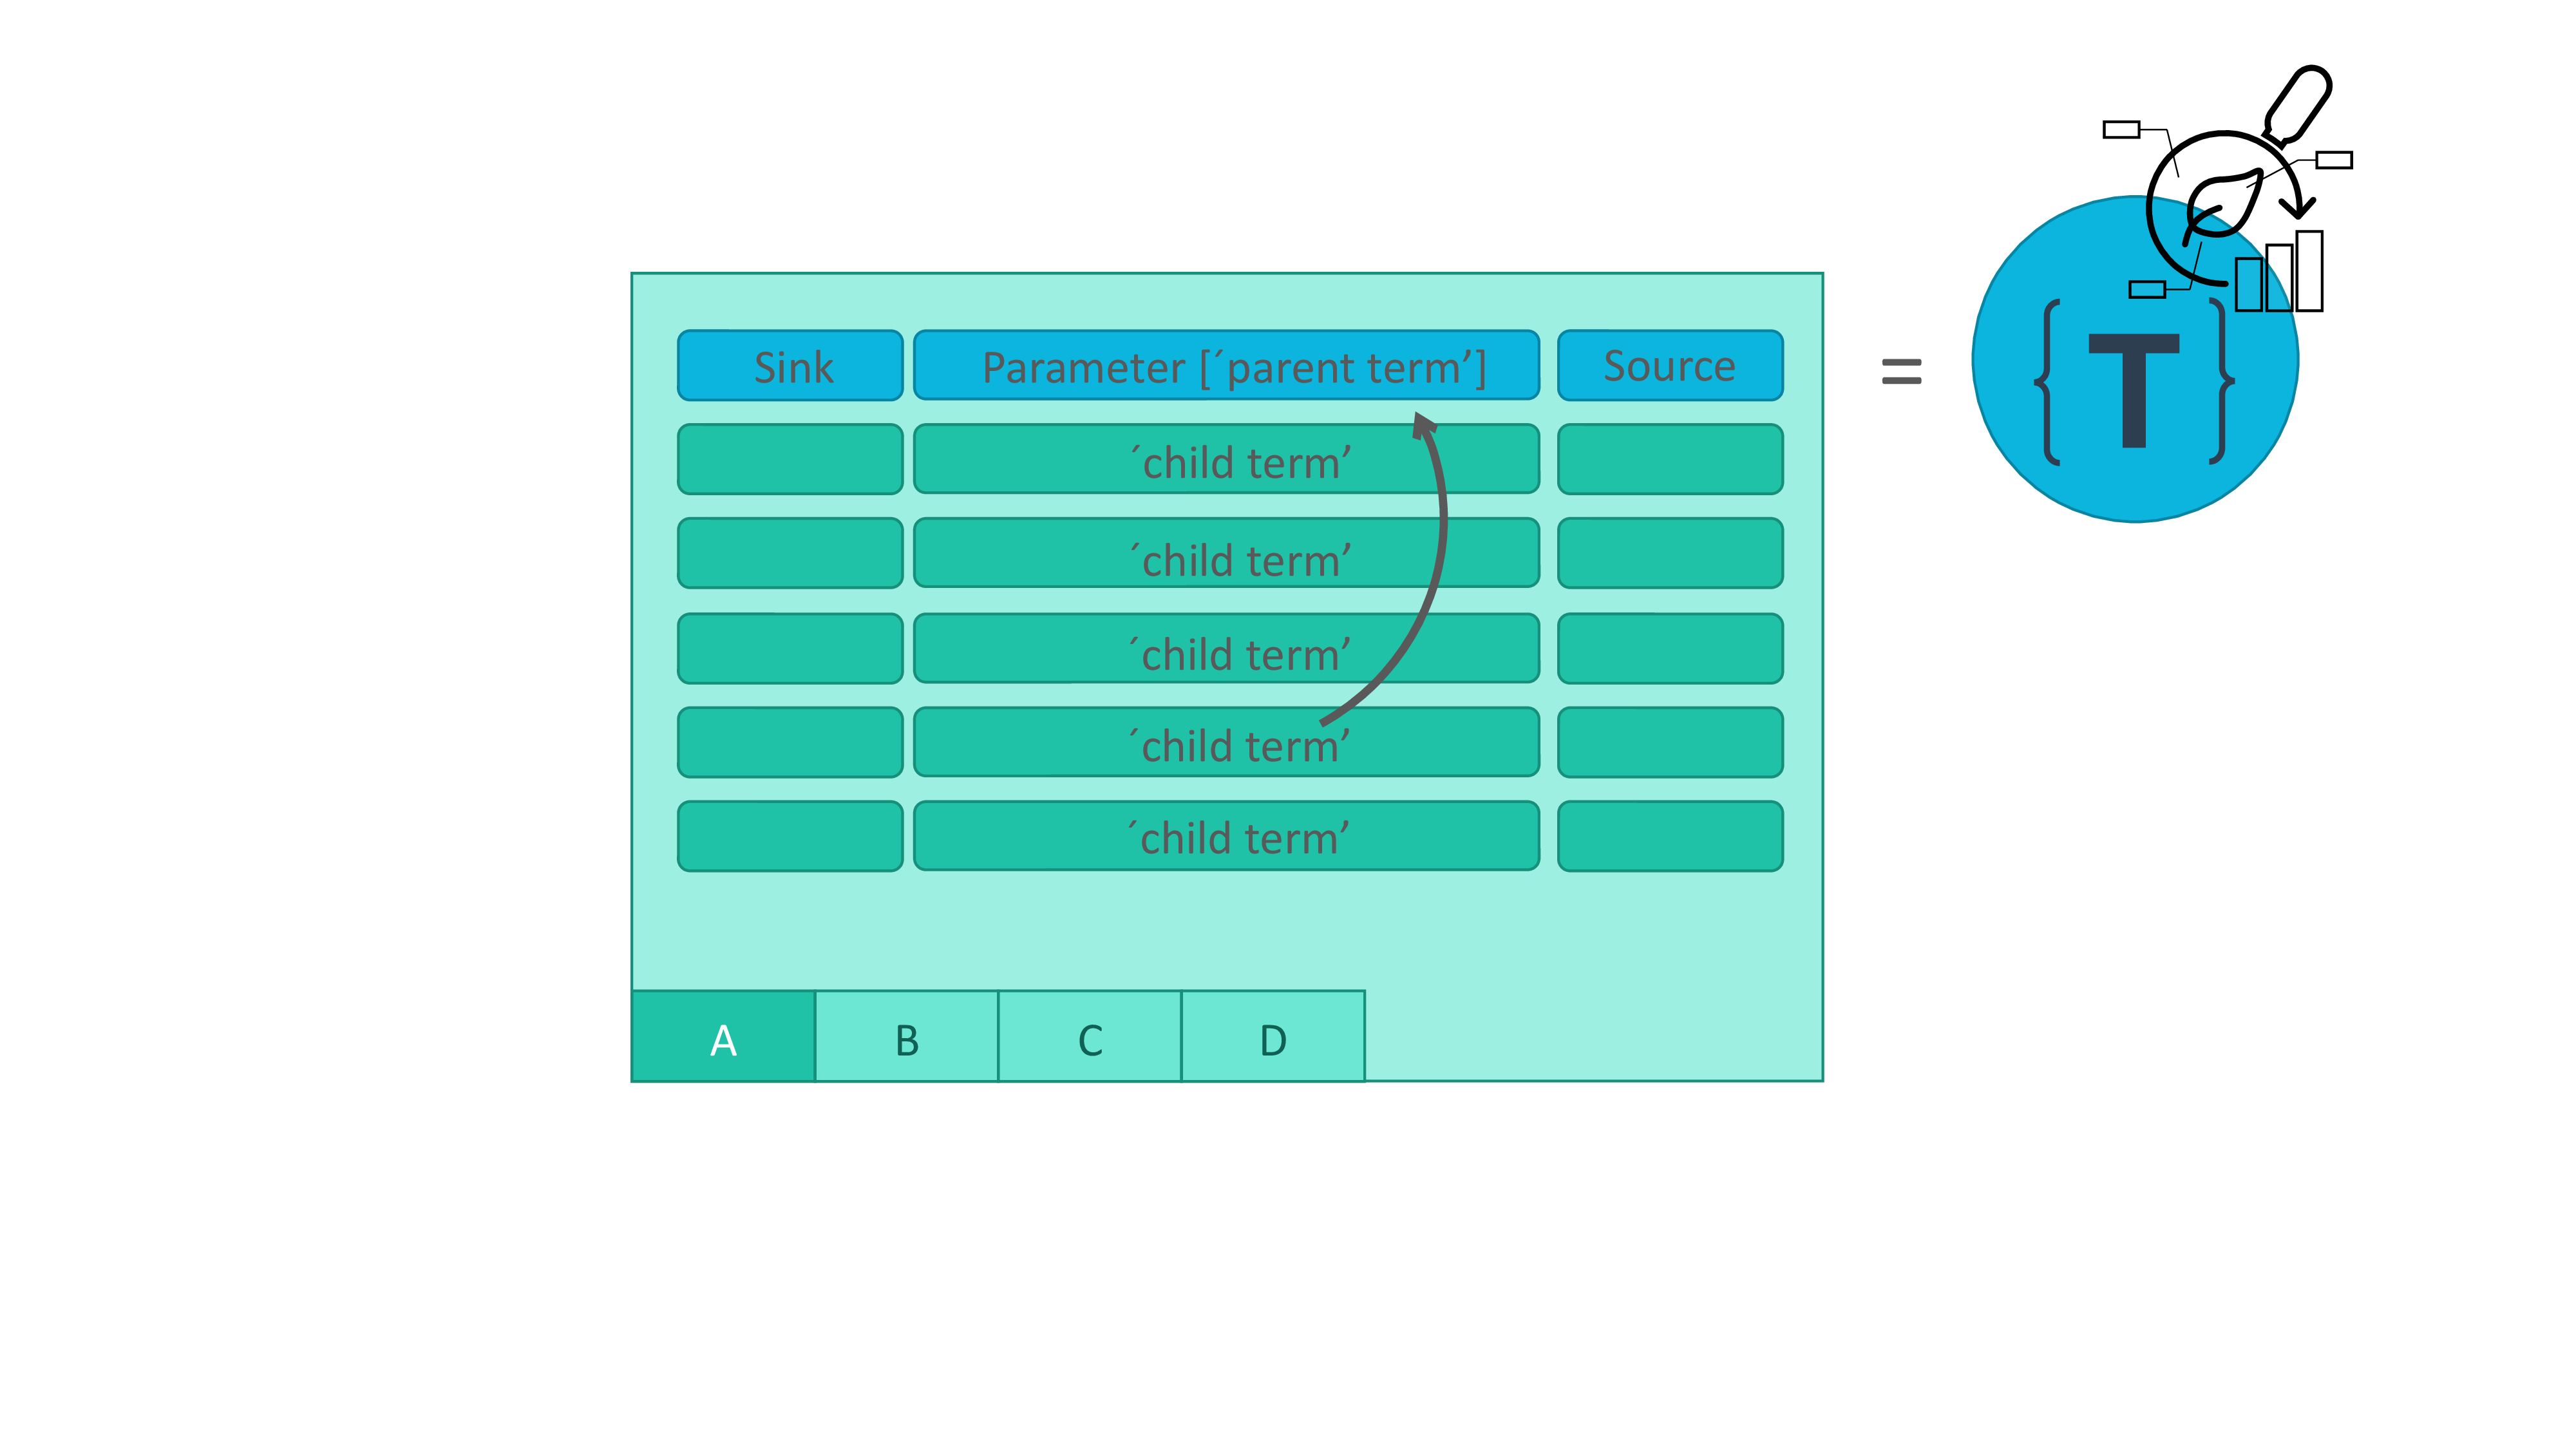 Sink
Parameter [´parent term’]
Source
=
{ T }
´child term’
´child term’
´child term’
´child term’
´child term’
A
B
C
D